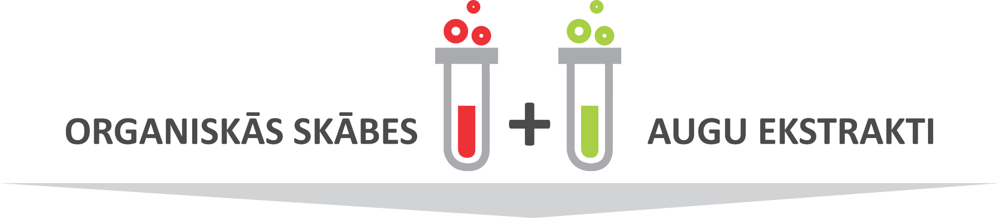 ORGANISKĀS SKĀBES + AUGU EKSTRAKTI